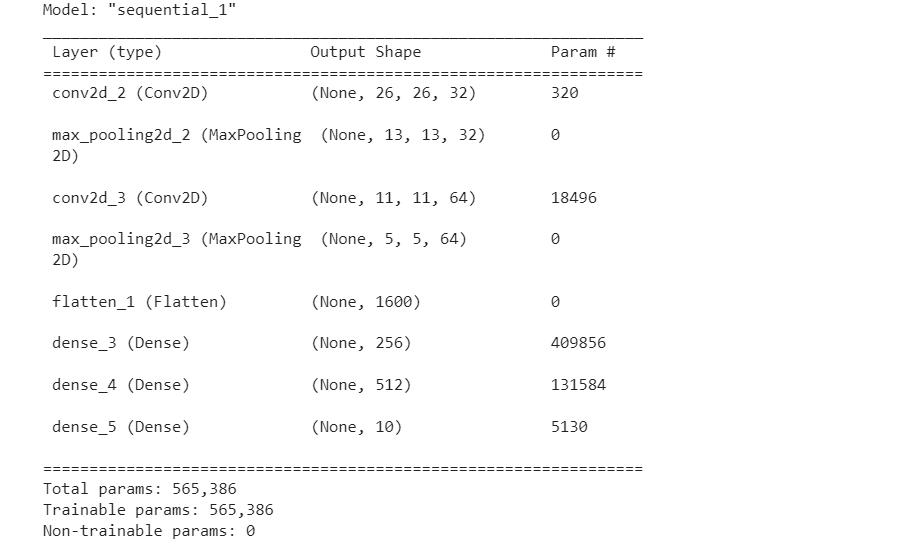 Model: "sequential_1"
Layer (type) Output Shape Param #
conv2d_2 (Conv2D) (None, 26, 26, 32) 320
max_pooling2d_2 (MaxPooling (None, 13, 13, 32) 0
2D)
conv2d_3 (Conv2D) (None, 11, 11, 64) 18496
max_pooling2d_3 (MaxPooling (None, 5, 5, 64) 0
2D)
flatten_1 (Flatten) (None, 1600) 0
dense_3 (Dense) (None, 256) 409856
dense_4 (Dense) (None, 512) 131584
dense_5 (Dense) (None, 10) 5130
Total params: 565,386
Trainable params: 565,386
Non-trainable params: 0